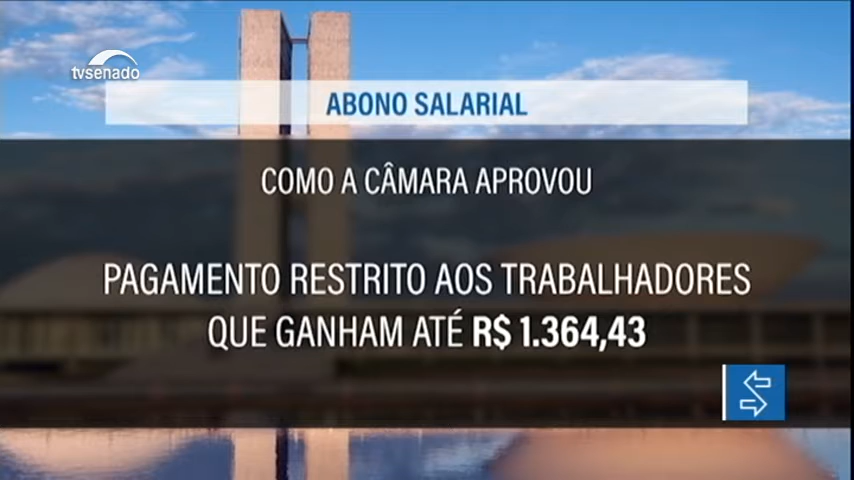 tvsenado
ABONO SALARIAL
COMO A CÂMARA APROVOU
PAGAMENTO RESTRITO AOS TRABALHADORES
QUE GANHAM ATÉ R$ 1.364,43